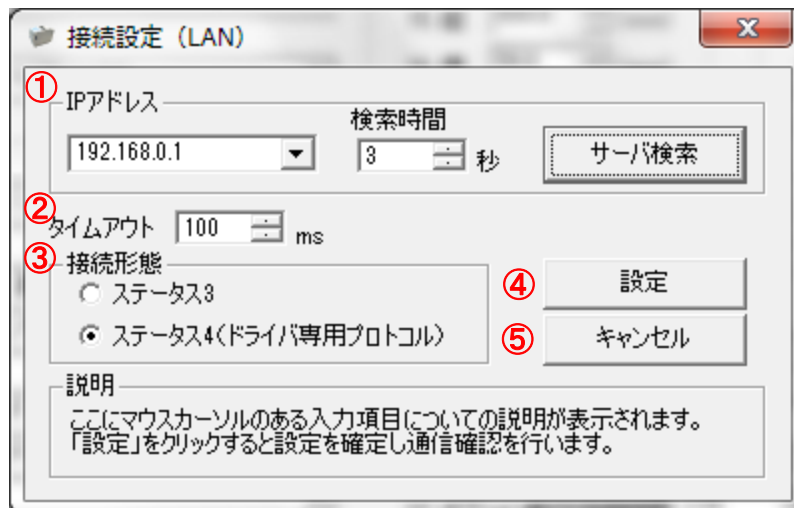 接続設定（LAN）
①
IPアドレス
検索時間
192.168.0.1
3
秒
サーバ検索
②
タイムアウト
100
ms
③
接続形態
ステータス3
ステータス4（ドライバ専用プロトコル）
④
設定
⑤
キャンセル
説明
ここにマウスカーソルのある入力項目についての説明が表示されます。
「設定」をクリックすると設定を確定し通信確認を行います。